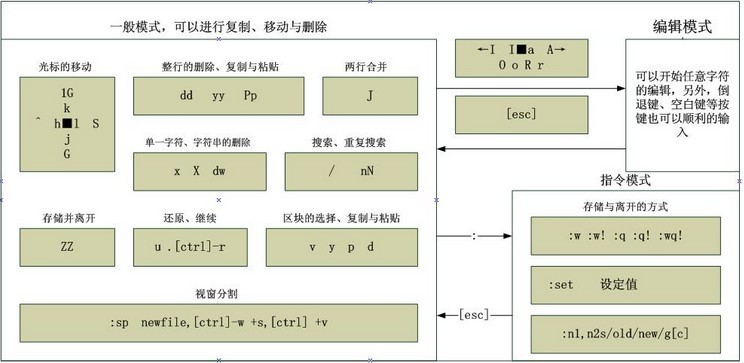 一般模式，可以进行复制、移动与删除
编辑模式
光标的移动
整行的删除、复制与粘贴
两行合并
1G
k
^ h■l S
j
G
dd yy Pp
J
单一字符、字符串的删除
搜索、重复搜索
x X dw
/ nN
存储并离开
还原、继续
区块的选择、复制与粘贴
ZZ
u .[ctrl]-r
v y p d
视窗分割
:sp newfile,[ctrl]-w +s,[ctrl] +v
←I I■a A→
O o R r
[esc]
可以开始任意字符
的编辑，另外，倒
退键、空白键等按
键也可以顺利的输
入
:
[esc]
指令模式
存储与离开的方式
:w :w! :q :q! :wq!
:set 设定值
:n1,n2s/old/new/g[c]